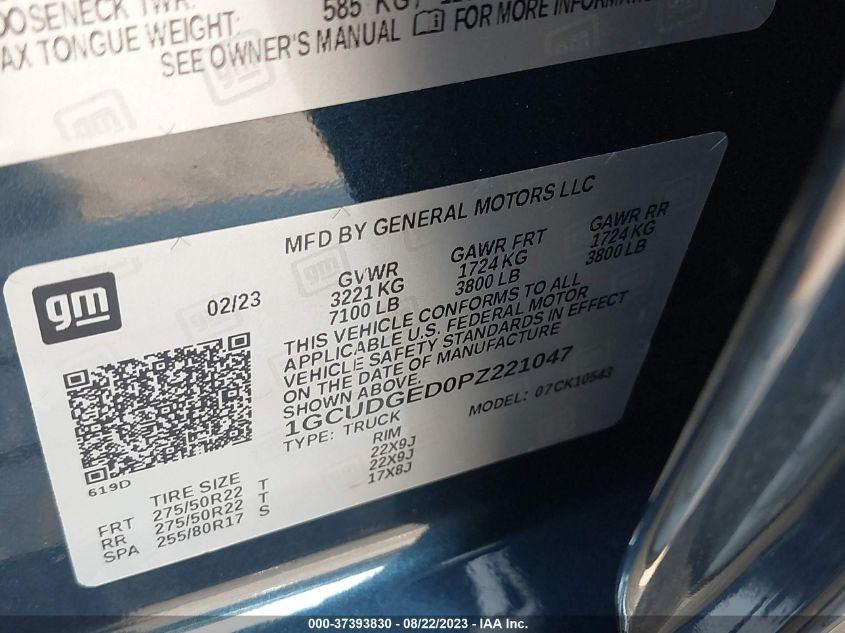 OOSENECK TWR: 585 KG/
AX TONGUE WEIGHT:
SEE OWNER'S MANUAL FOR MORE INFORMATION
gm
MFD BY GENERAL MOTORS LLC
02/23
GVWR GAWR FRT GAWR RR
3221 KG 1724 KG 1724 KG
7100 LB 3800 LB 3800 LB
THIS VEHICLE CONFORMS TO ALL
APPLICABLE U.S. FEDERAL MOTOR
VEHICLE SAFETY STANDARDS IN EFFECT
ON THE DATE OF MANUFACTURE
SHOWN ABOVE.
1GCUDGED0PZ221047
TYPE: TRUCK MODEL: 07CK10543
619D
TIRE SIZE RIM
FRT 275/50R22 T 22X9J
RR 275/50R22 T 22X9J
SPA 255/80R17 S 17X8J
000-37393830 - 08/22/2023 - IAA Inc.